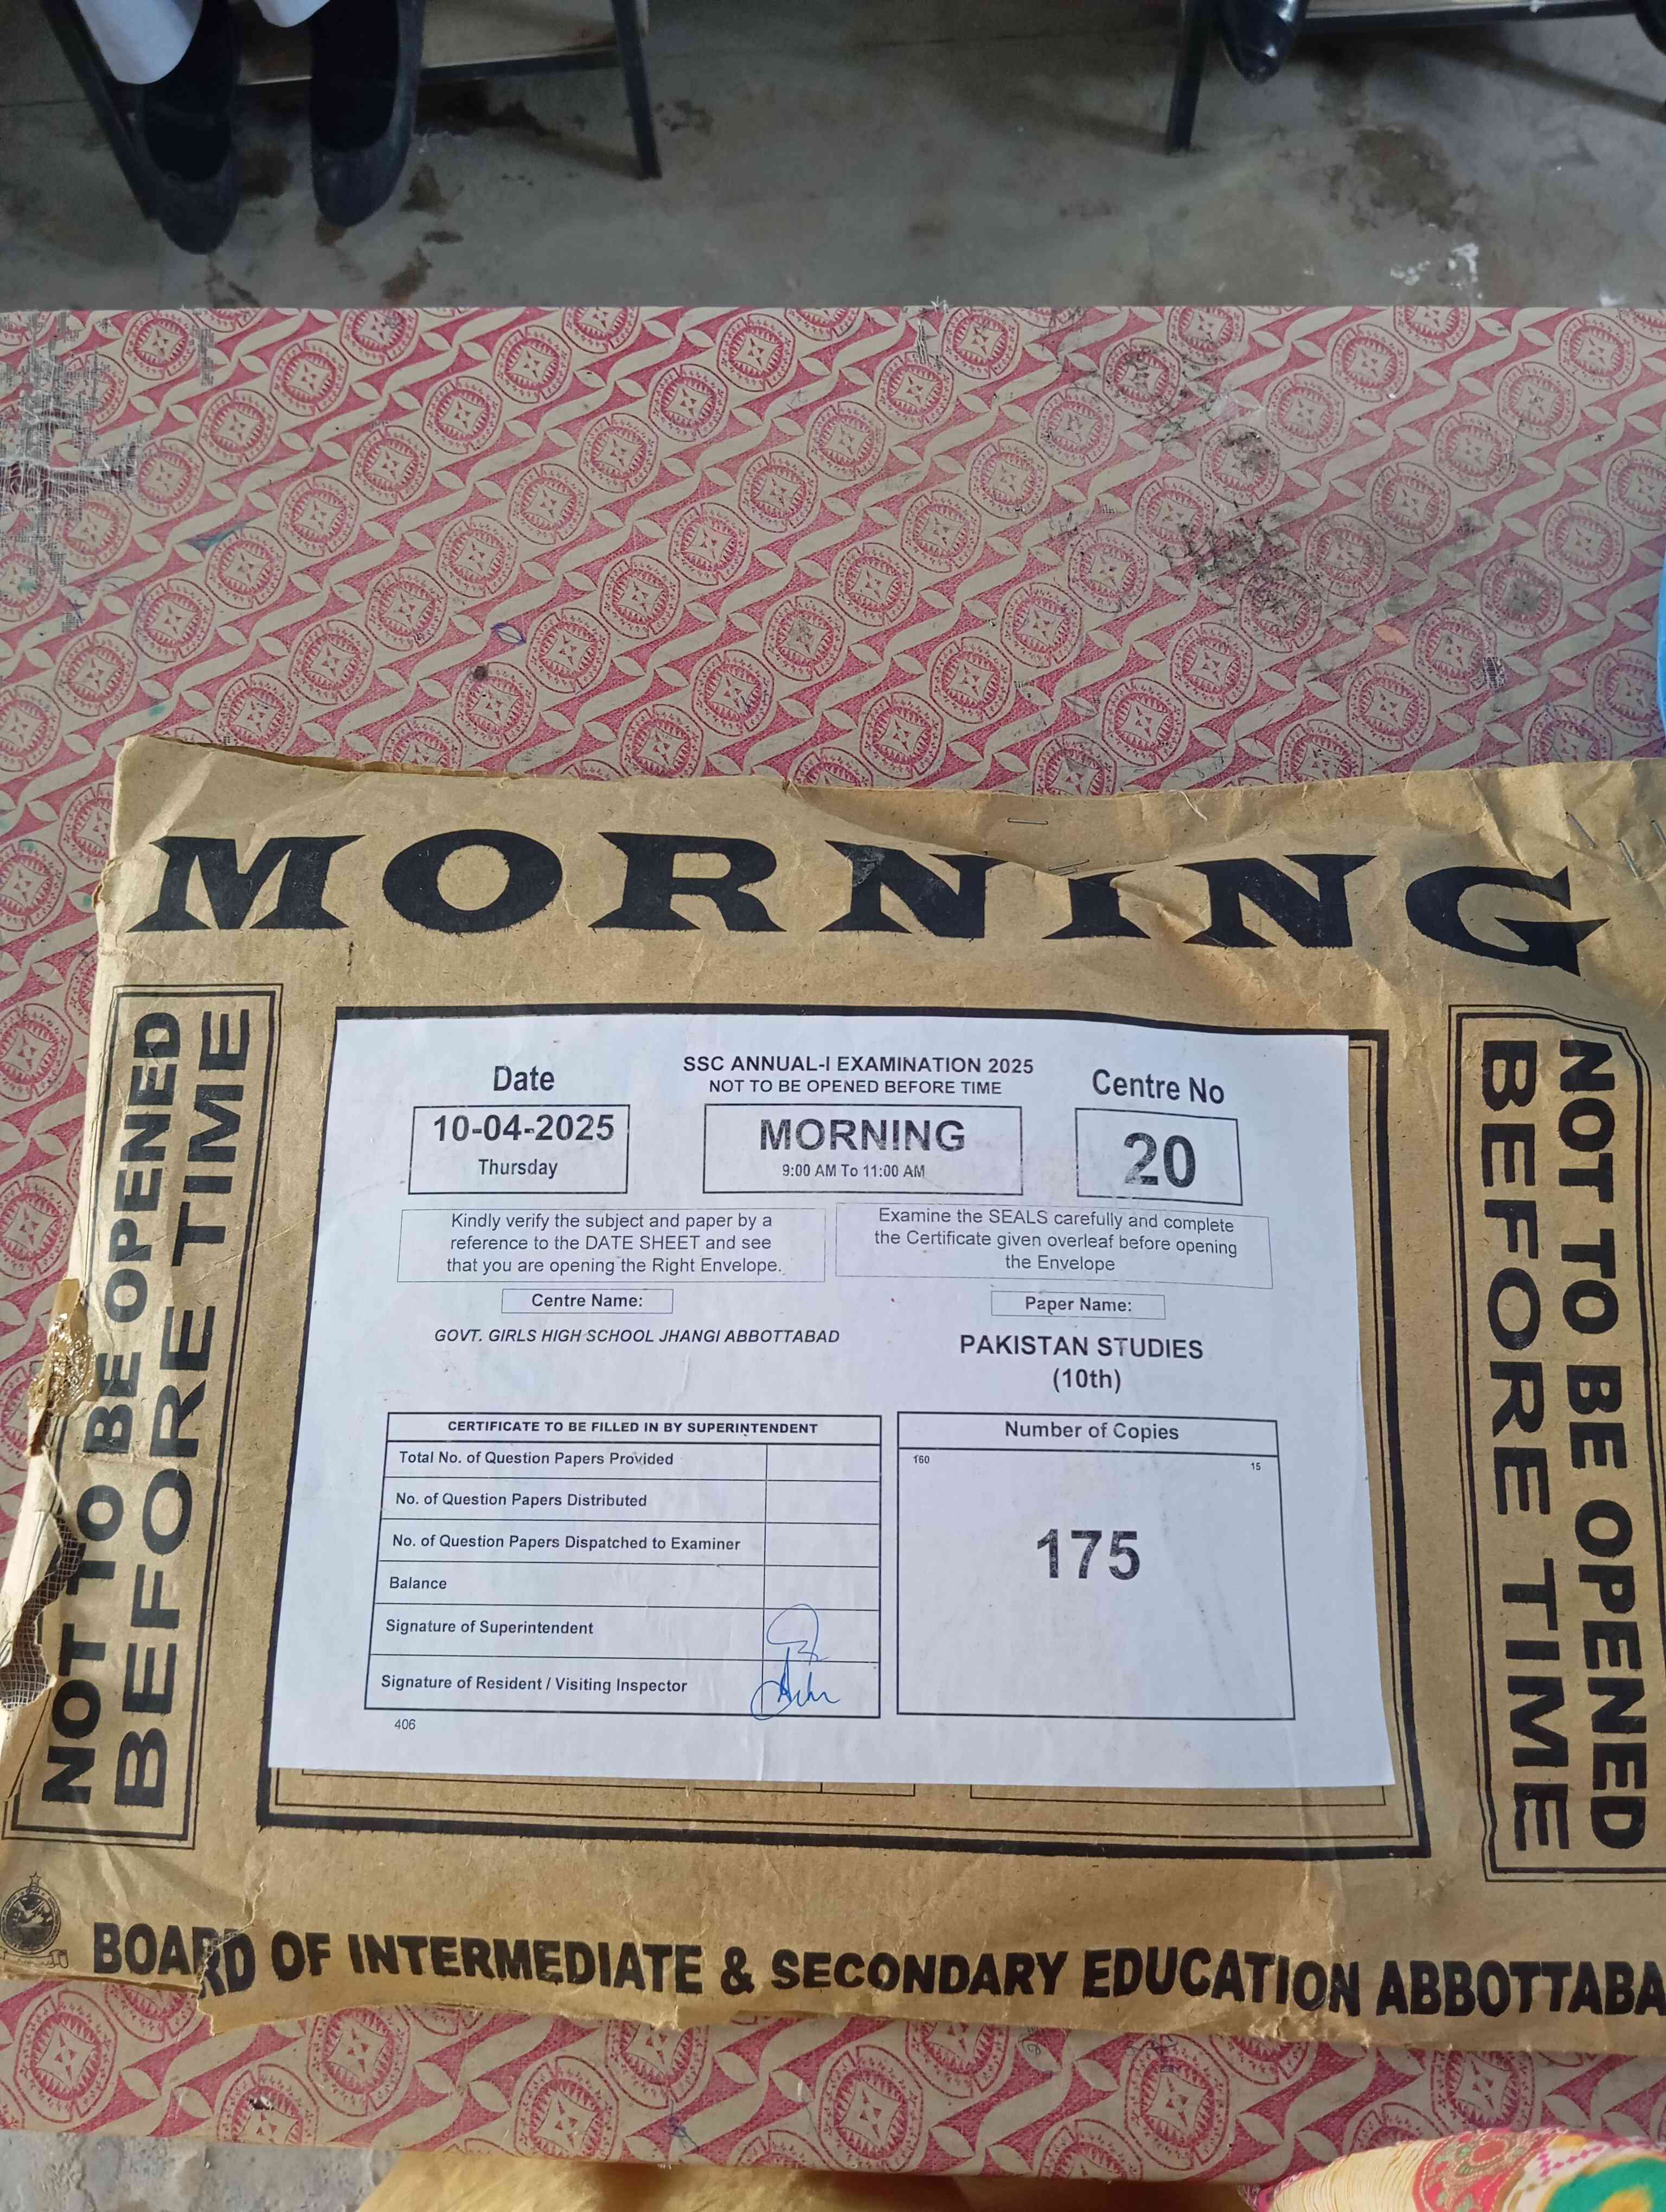 MORNING
NOT TO BE OPENED
BEFORE TIME
Date
10-04-2025
Thursday
SSC ANNUAL-I EXAMINATION 2025
NOT TO BE OPENED BEFORE TIME
MORNING
9:00 AM To 11:00 AM
Centre No
20
Kindly verify the subject and paper by a
reference to the DATE SHEET and see
that you are opening the Right Envelope.
Examine the SEALS carefully and complete
the Certificate given overleaf before opening
the Envelope
Centre Name:
GOVT. GIRLS HIGH SCHOOL JHANGI ABBOTTABAD
Paper Name:
PAKISTAN STUDIES
(10th)
CERTIFICATE TO BE FILLED IN BY SUPERINTENDENT
Total No. of Question Papers Provided
No. of Question Papers Distributed
No. of Question Papers Dispatched to Examiner
Balance
Signature of Superintendent
Signature of Resident / Visiting Inspector
406
Number of Copies
160 15
175
NOT TO BE OPENED
BEFORE TIME
BOARD OF INTERMEDIATE & SECONDARY EDUCATION ABBOTTABA